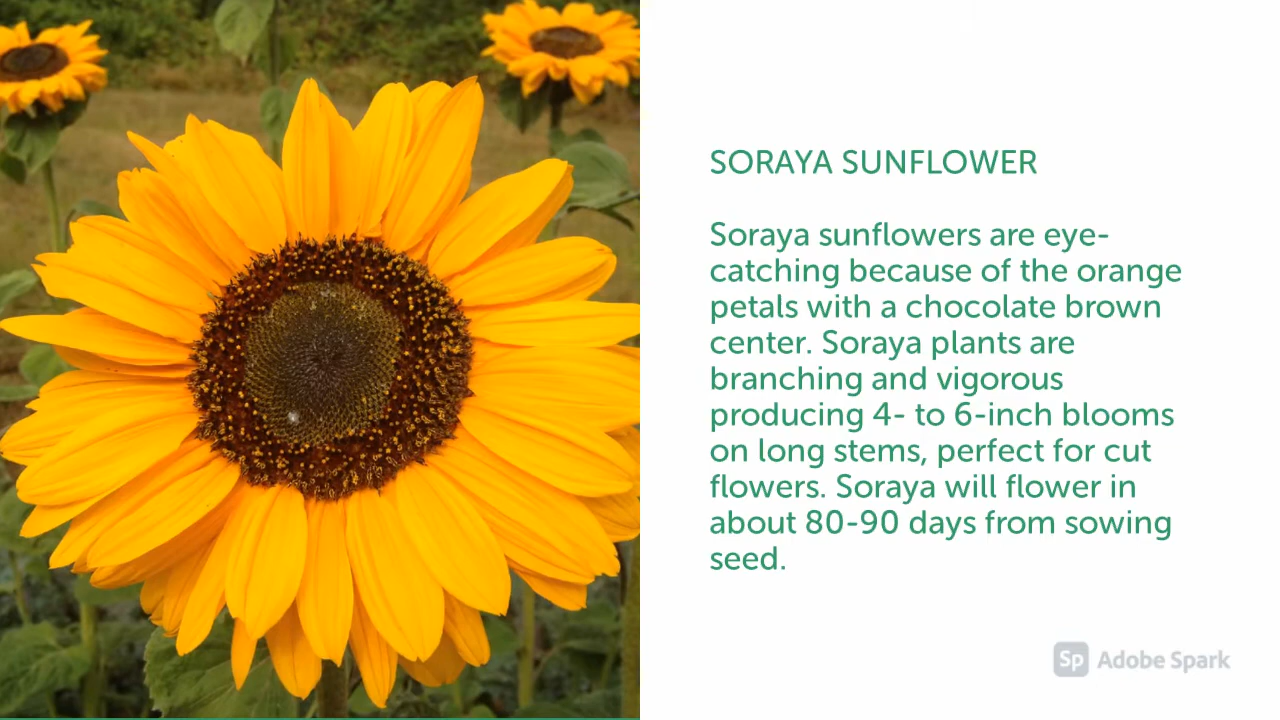 SORAYA SUNFLOWER
Soraya sunflowers are eye-
catching because of the orange
petals with a chocolate brown
center. Soraya plants are
branching and vigorous
producing 4- to 6-inch blooms
on long stems, perfect for cut
flowers. Soraya will flower in
about 80-90 days from sowing
seed.
Sp Adobe Spark